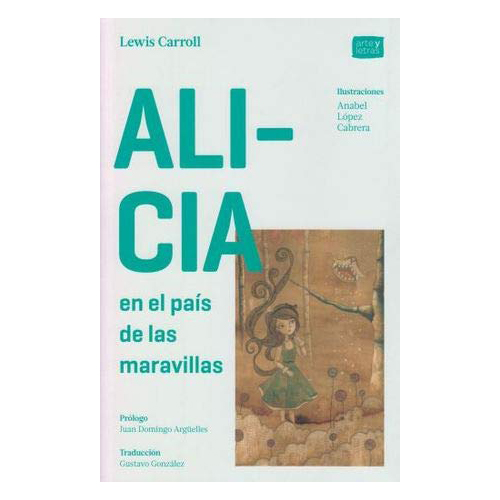 Lewis Carroll
arte y
letras
Ilustraciones
Anabel
López
Cabrera
ALI-
CIA
en el país
de las
maravillas
Prólogo
Juan Domingo Argüelles
Traducción
Gustavo González